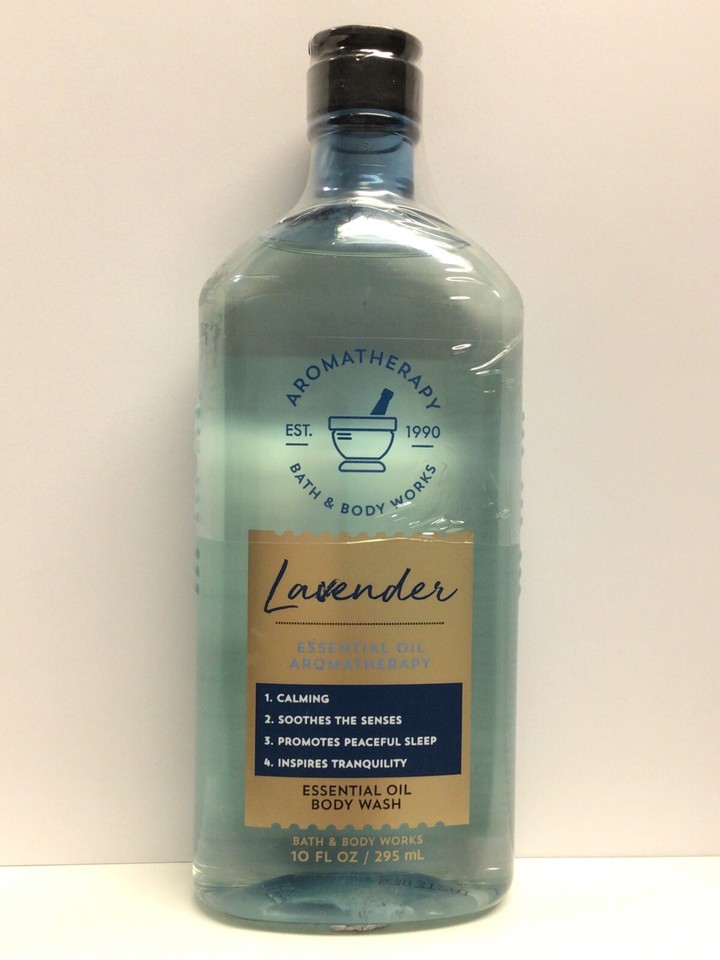 AROMATHERAPY
EST. 1990
BATH & BODY WORKS
Lavender
ESSENTIAL OIL
AROMATHERAPY
1. CALMING
2. SOOTHES THE SENSES
3. PROMOTES PEACEFUL SLEEP
4. INSPIRES TRANQUILITY
ESSENTIAL OIL
BODY WASH
BATH & BODY WORKS
10 FL OZ / 295 mL